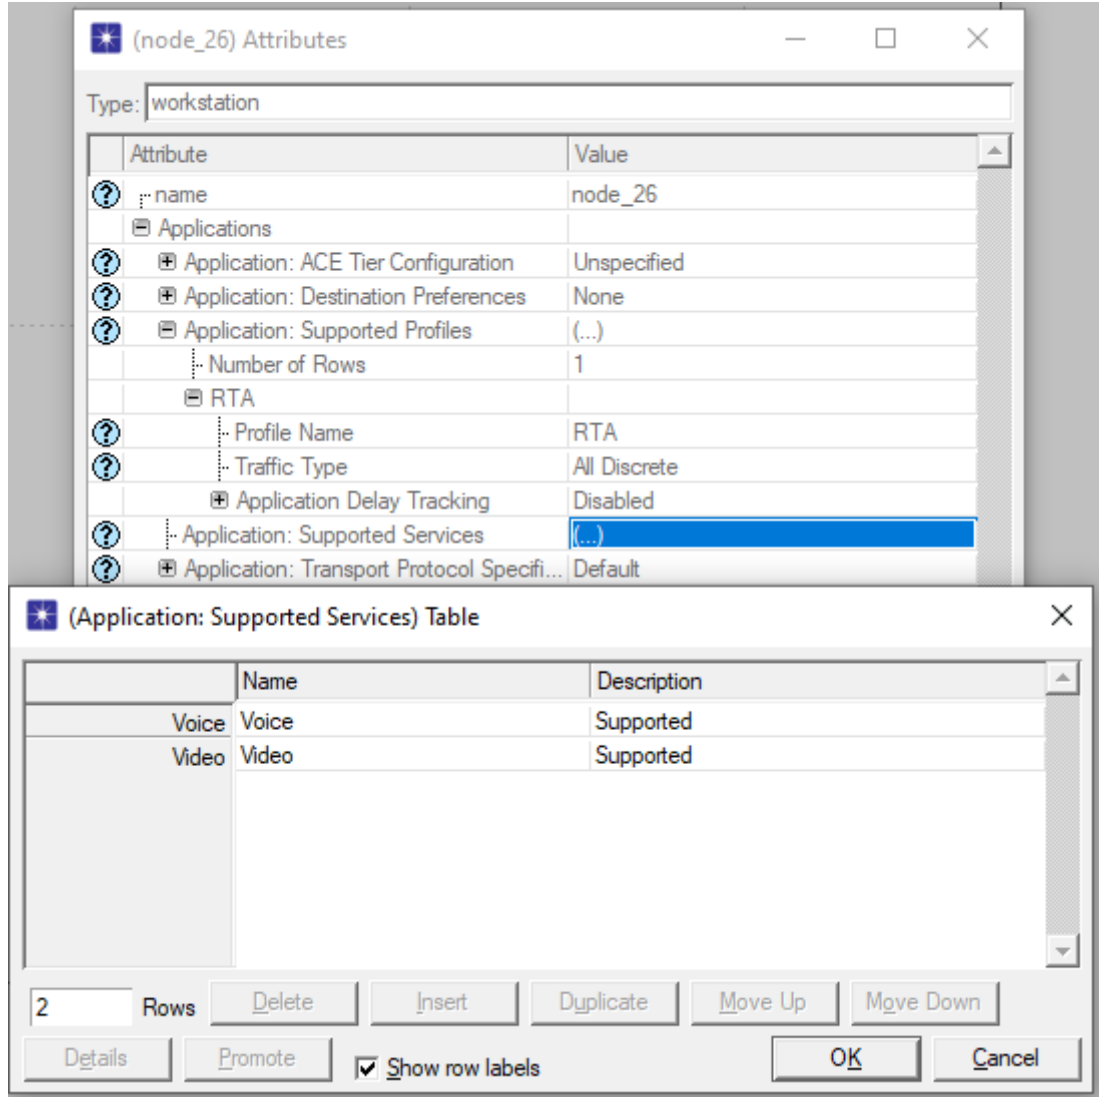 (node_26) Attributes
Type: workstation
Attribute Value
name node_26
Applications
Application: ACE Tier Configuration Unspecified
Application: Destination Preferences None
Application: Supported Profiles (...)
Number of Rows 1
RTA
Profile Name RTA
Traffic Type All Discrete
Application Delay Tracking Disabled
Application: Supported Services (...)
Application: Transport Protocol Specifi... Default
(Application: Supported Services) Table
Name Description
Voice Voice Supported
Video Video Supported
2 Rows Delete Insert Duplicate Move Up Move Down
Details Promote Show row labels OK Cancel